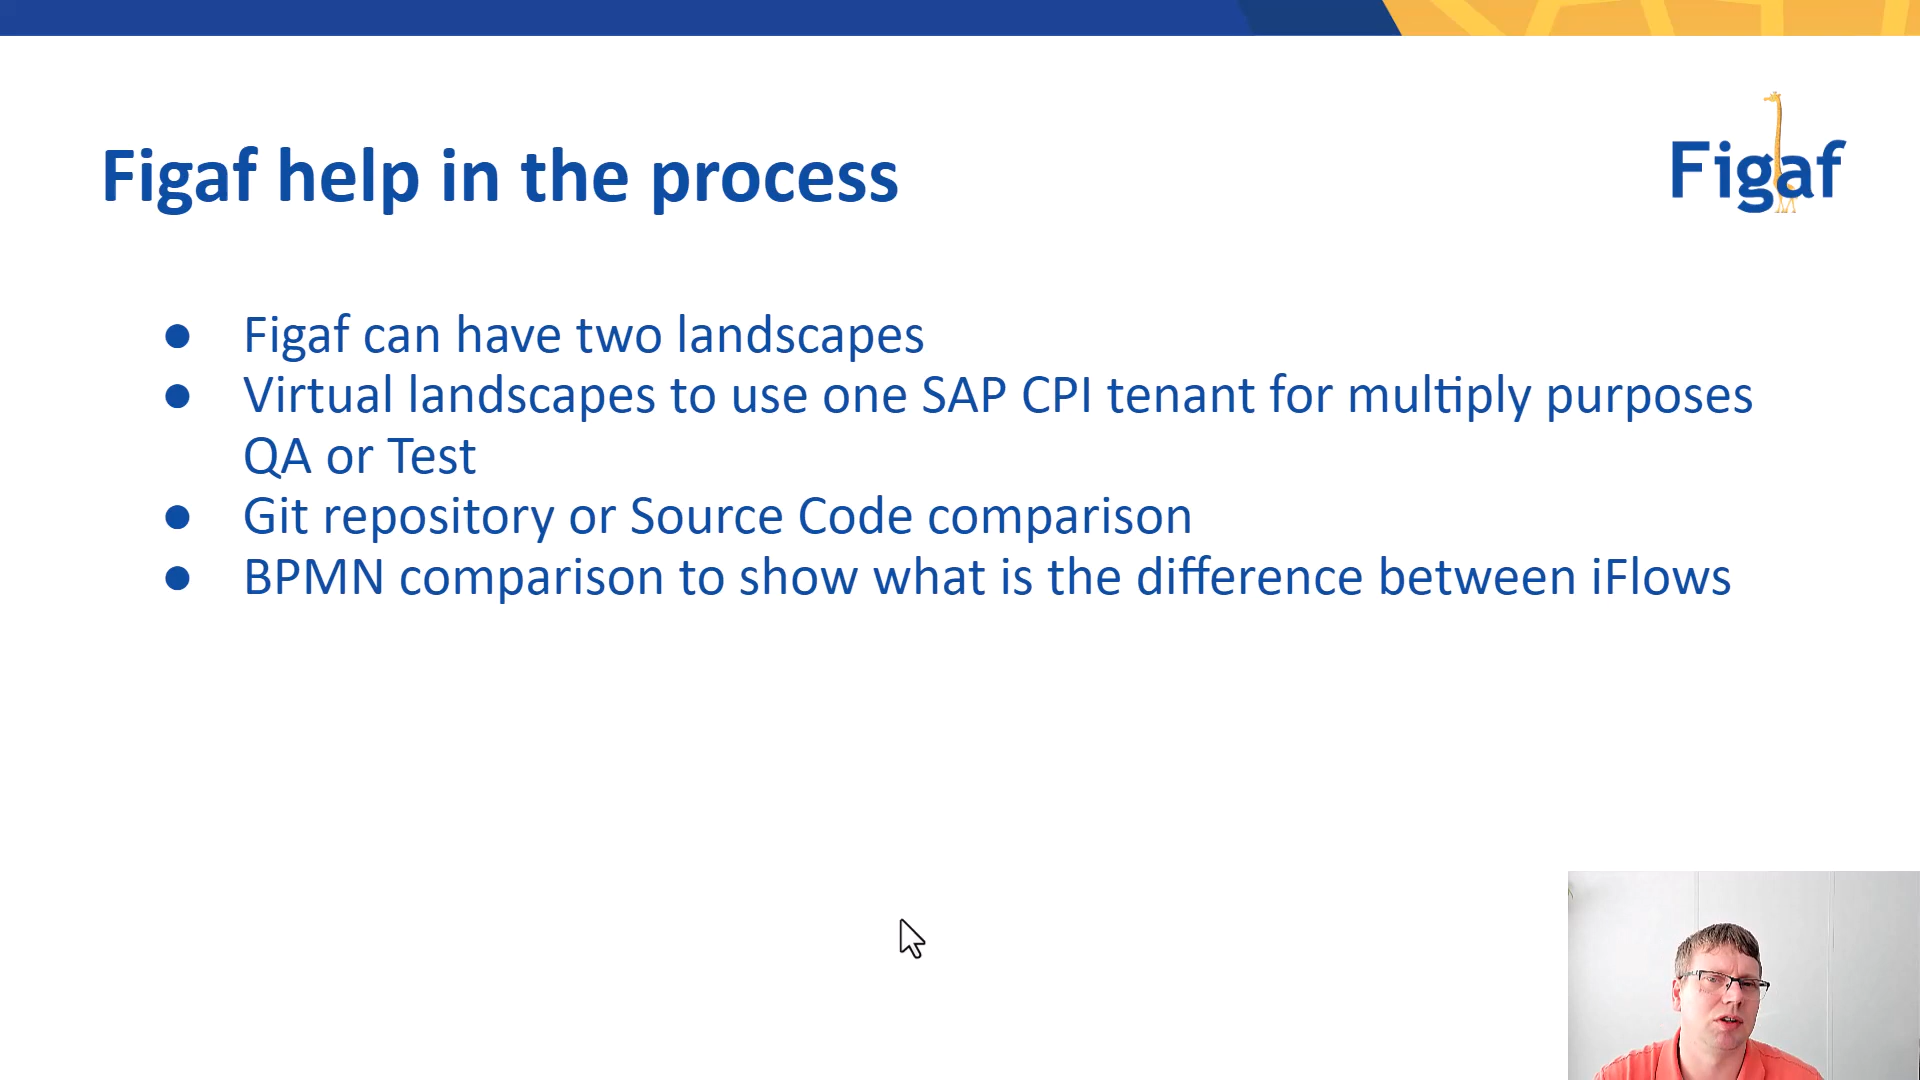 Figaf help in the process
Figaf
● Figaf can have two landscapes
● Virtual landscapes to use one SAP CPI tenant for multiply purposes
QA or Test
● Git repository or Source Code comparison
● BPMN comparison to show what is the difference between iFlows